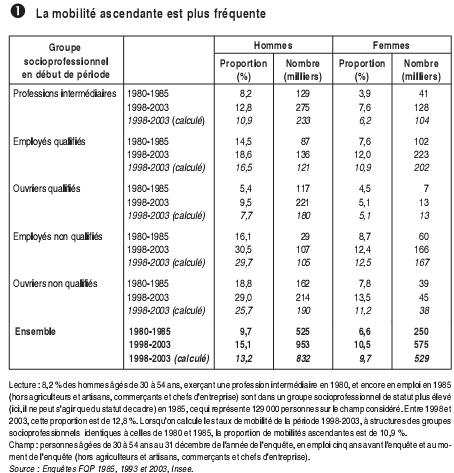 ❶ La mobilité ascendante est plus fréquente
Groupe socioprofessionnel en début de période Hommes Femmes
Proportion (%) Nombre (milliers) Proportion (%) Nombre (milliers)
Professions intermédiaires 1980-1985 8,2 129 3,9 41
1998-2003 12,8 275 7,6 128
1998-2003 (calculé) 10,9 233 6,2 104
Employés qualifiés 1980-1985 14,5 87 7,6 102
1998-2003 18,6 136 12,0 223
1998-2003 (calculé) 16,5 121 10,9 202
Ouvriers qualifiés 1980-1985 5,4 117 4,5 7
1998-2003 9,5 221 5,1 13
1998-2003 (calculé) 7,7 180 5,1 13
Employés non qualifiés 1980-1985 16,1 29 8,7 60
1998-2003 30,5 107 12,4 166
1998-2003 (calculé) 29,7 105 12,5 167
Ouvriers non qualifiés 1980-1985 18,8 162 7,8 39
1998-2003 29,0 214 13,5 45
1998-2003 (calculé) 25,7 190 11,2 38
Ensemble 1980-1985 9,7 525 6,6 250
1998-2003 15,1 953 10,5 575
1998-2003 (calculé) 13,2 832 9,7 529
Lecture : 8,2 % des hommes âgés de 30 à 54 ans, exerçant une profession intermédiaire en 1980, et encore en emploi en 1985
(hors agriculteurs et artisans, commerçants et chefs d'entreprise) sont dans un groupe socioprofessionnel de statut plus élevé
(ici, il ne peut s'agir que du statut de cadre) en 1985, ce qui représente 129 000 personnes sur le champ considéré. Entre 1998 et
2003, cette proportion est de 12,8 %. Lorsqu'on calcule les taux de mobilité de la période 1998-2003, à structures des groupes
socioprofessionnels identiques à celles de 1980 et 1985, la proportion de mobilités ascendantes est de 10,9 %.
Champ : personnes âgées de 30 à 54 ans au 31 décembre de l'année de l'enquête, en emploi cinq ans avant l'enquête et au mo-
ment de l'enquête (hors agriculteurs et artisans, commerçants et chefs d'entreprise).
Source : Enquêtes FQP 1985, 1993 et 2003, Insee.